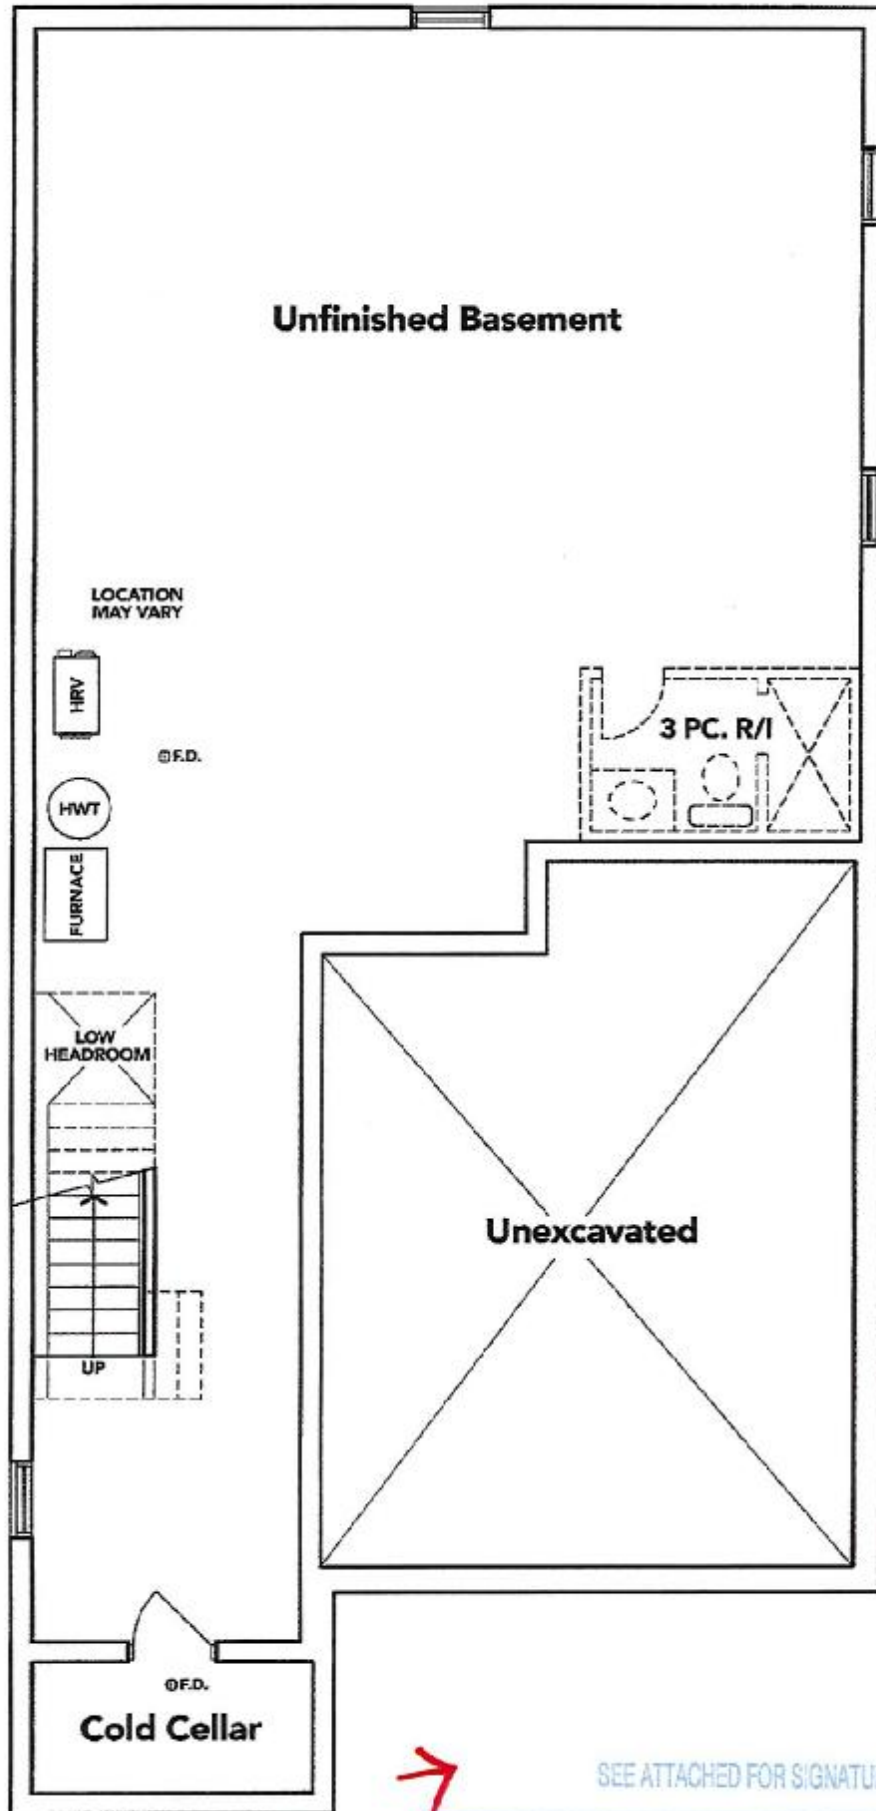 Unfinished Basement
LOCATION
MAY VARY
HRV
F.D.
3 PC. R/I
HWT
FURNACE
LOW
HEADROOM
Unexcavated
UP
F.D.
Cold Cellar
SEE ATTACHED FOR